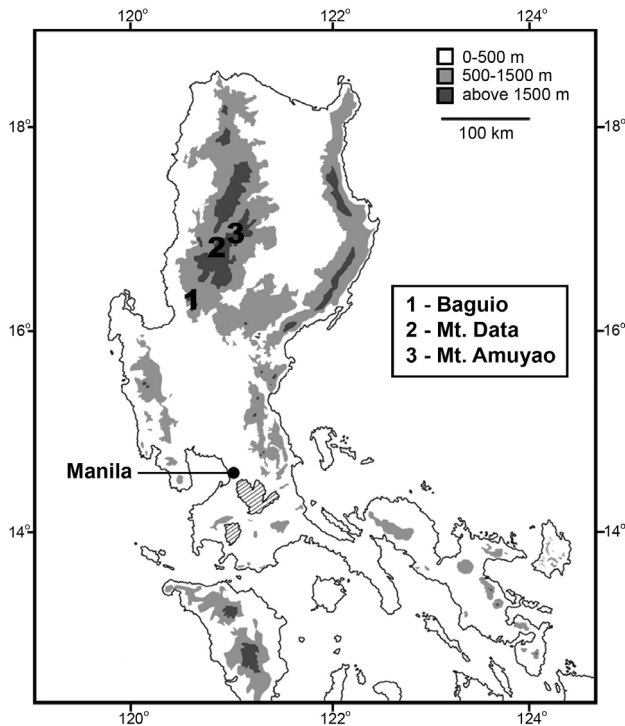 120° 122° 124°
0-500 m
500-1500 m
above 1500 m
100 km
18°
18°
3
2
1
1 - Baguio
2 - Mt. Data
3 - Mt. Amuyao
16°
16°
Manila
14°
14°
120° 122° 124°